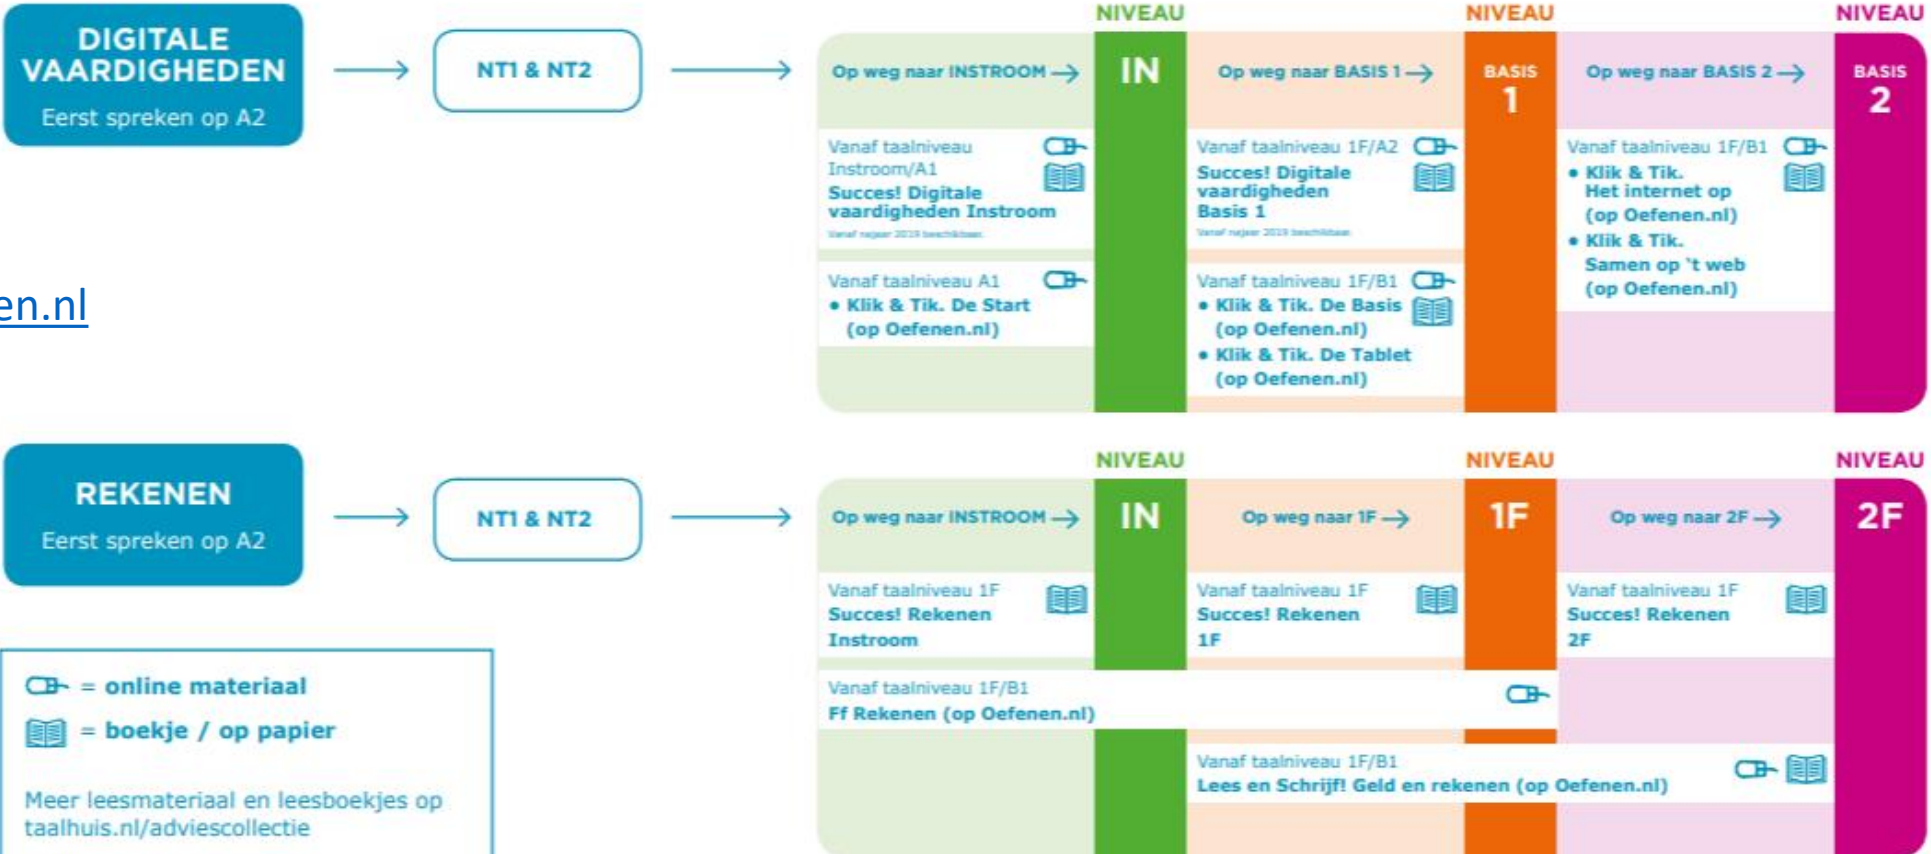 DIGITALE
VAARDIGHEDEN
Eerst spreken op A2
NT1 & NT2
NIVEAU
NIVEAU
NIVEAU
Op weg naar INSTROOM
IN
Op weg naar BASIS 1
BASIS
1
Op weg naar BASIS 2
BASIS
2
Vanaf taalniveau
Instroom/A1
Succes! Digitale
vaardigheden Instroom
Vanaf najaar 2019 beschikbaar.
Vanaf taalniveau A1
• Klik & Tik. De Start
(op Oefenen.nl)
Vanaf taalniveau 1F/A2
Succes! Digitale
vaardigheden
Basis 1
Vanaf najaar 2019 beschikbaar.
Vanaf taalniveau 1F/B1
• Klik & Tik. De Basis
(op Oefenen.nl)
• Klik & Tik. De Tablet
(op Oefenen.nl)
Vanaf taalniveau 1F/B1
• Klik & Tik.
Het internet op
(op Oefenen.nl)
• Klik & Tik.
Samen op 't web
(op Oefenen.nl)
en.nl
REKENEN
Eerst spreken op A2
NT1 & NT2
NIVEAU
NIVEAU
NIVEAU
Op weg naar INSTROOM
IN
Op weg naar 1F
1F
Op weg naar 2F
2F
Vanaf taalniveau 1F
Succes! Rekenen
Instroom
Vanaf taalniveau 1F
Succes! Rekenen
1F
Vanaf taalniveau 1F
Succes! Rekenen
2F
Vanaf taalniveau 1F/B1
Ff Rekenen (op Oefenen.nl)
Vanaf taalniveau 1F/B1
Lees en Schrijf! Geld en rekenen (op Oefenen.nl)
= online materiaal
= boekje / op papier
Meer leesmateriaal en leesboekjes op
taalhuis.nl/adviescollectie